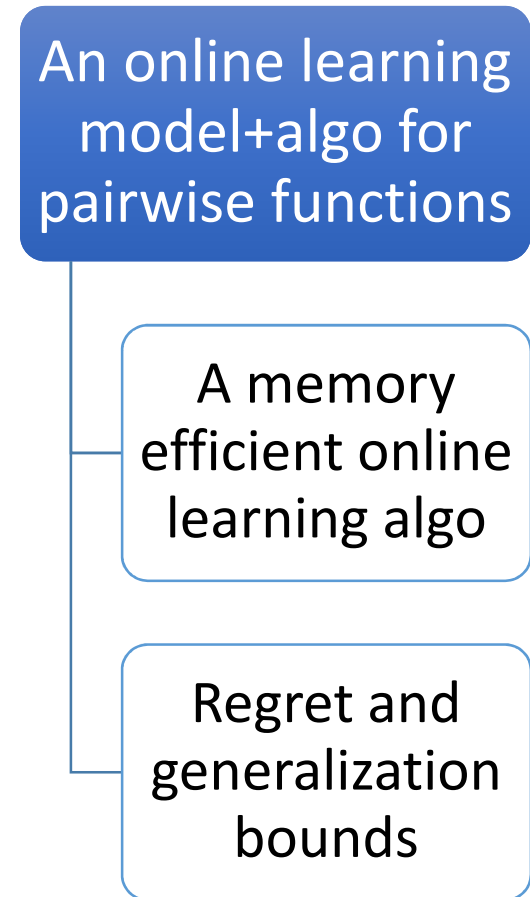 An online learning
model+algo for
pairwise functions
A memory
efficient online
learning algo
Regret and
generalization
bounds